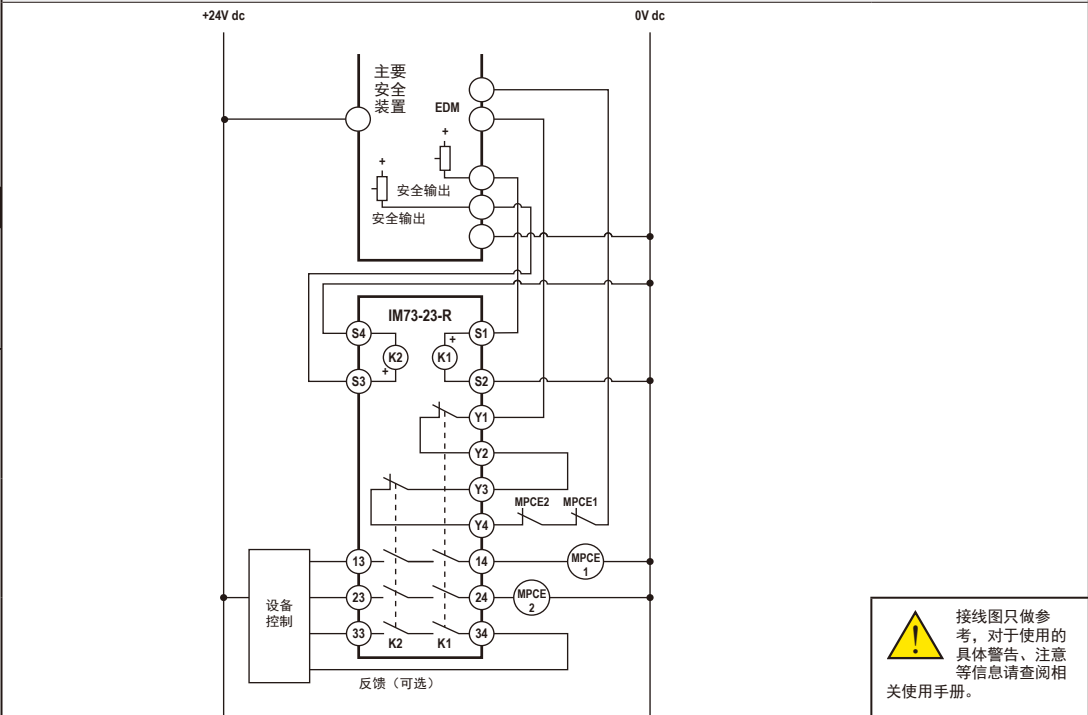 +24V dc
0V dc
主要
安全
装置
EDM
+
+
安全输出
安全输出
IM73-23-R
S4
S1
K2
K1
+
+
S3
S2
Y1
Y2
Y3
Y4
MPCE2
MPCE1
13
14
MPCE
1
23
24
MPCE
2
设备
控制
33
K2
K1
34
反馈（可选）
!
接线图只做参
考，对于使用的
具体警告、注意
等信息请查阅相
关使用手册。